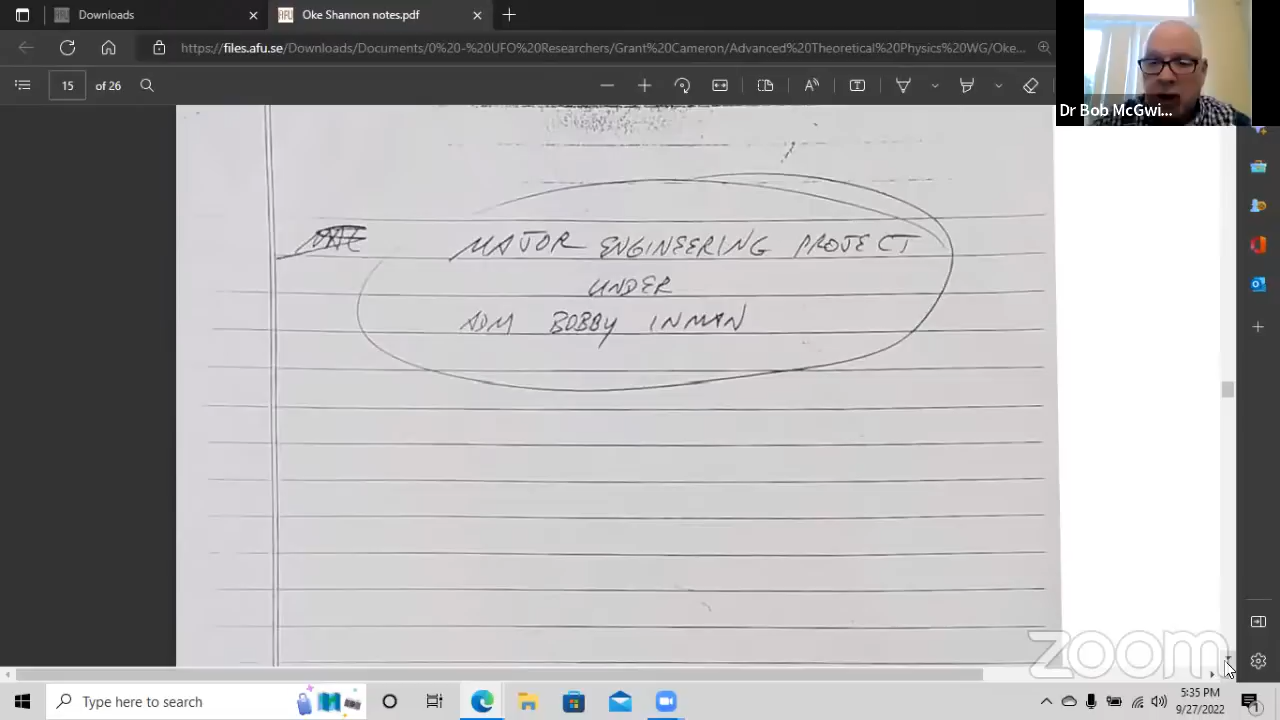 Downloads
Oke Shannon notes.pdf
https://files.afu.se/Downloads/Documents/0%20-%20UFO%20Researchers/Grant%20Cameron/Advanced%20Theoretical%20Physics%20WG/Oke...
15 of 26
Dr Bob McGwi...
MAJOR ENGINEERING PROJECT
UNDER
ADM BOBBY INMAN
zoom
Type here to search
5:35 PM
9/27/2022